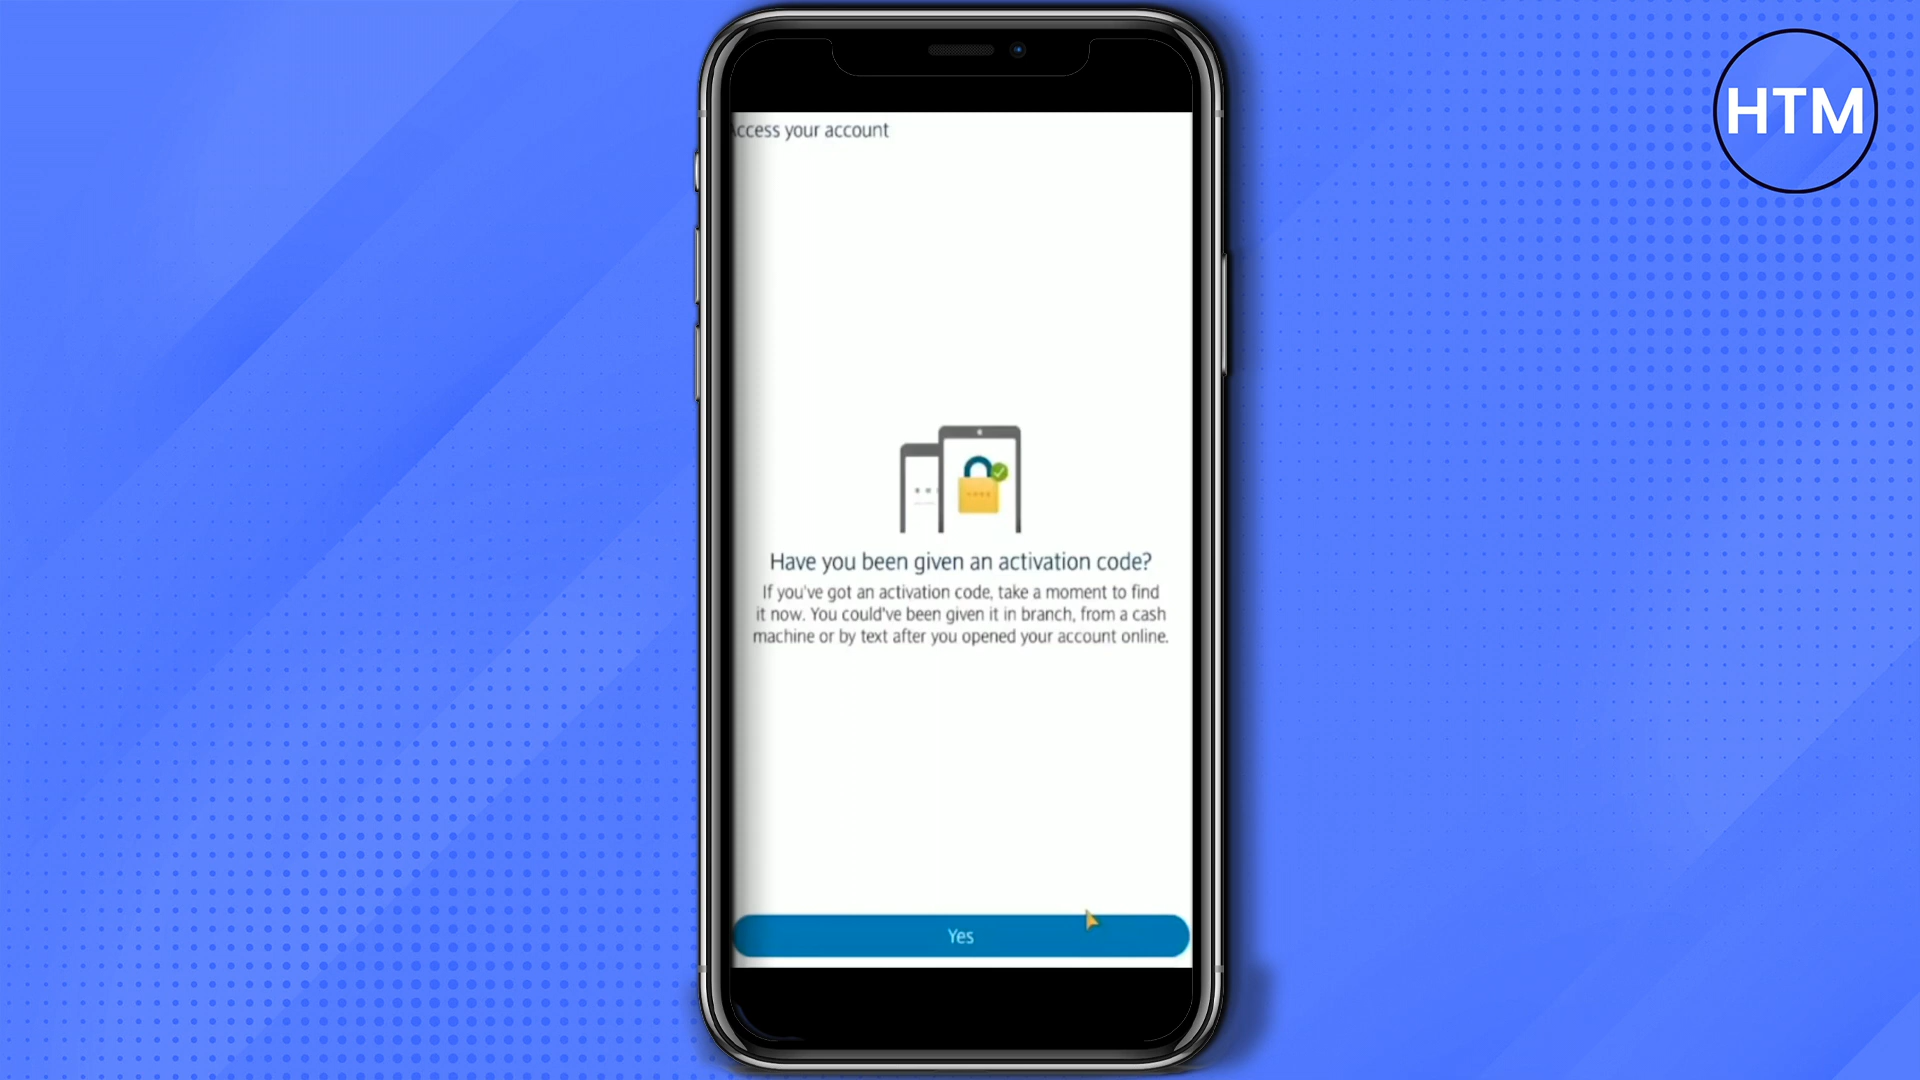 HTM
Access your account
Have you been given an activation code?
If you've got an activation code, take a moment to find
it now. You could've been given it in branch, from a cash
machine or by text after you opened your account online.
Yes